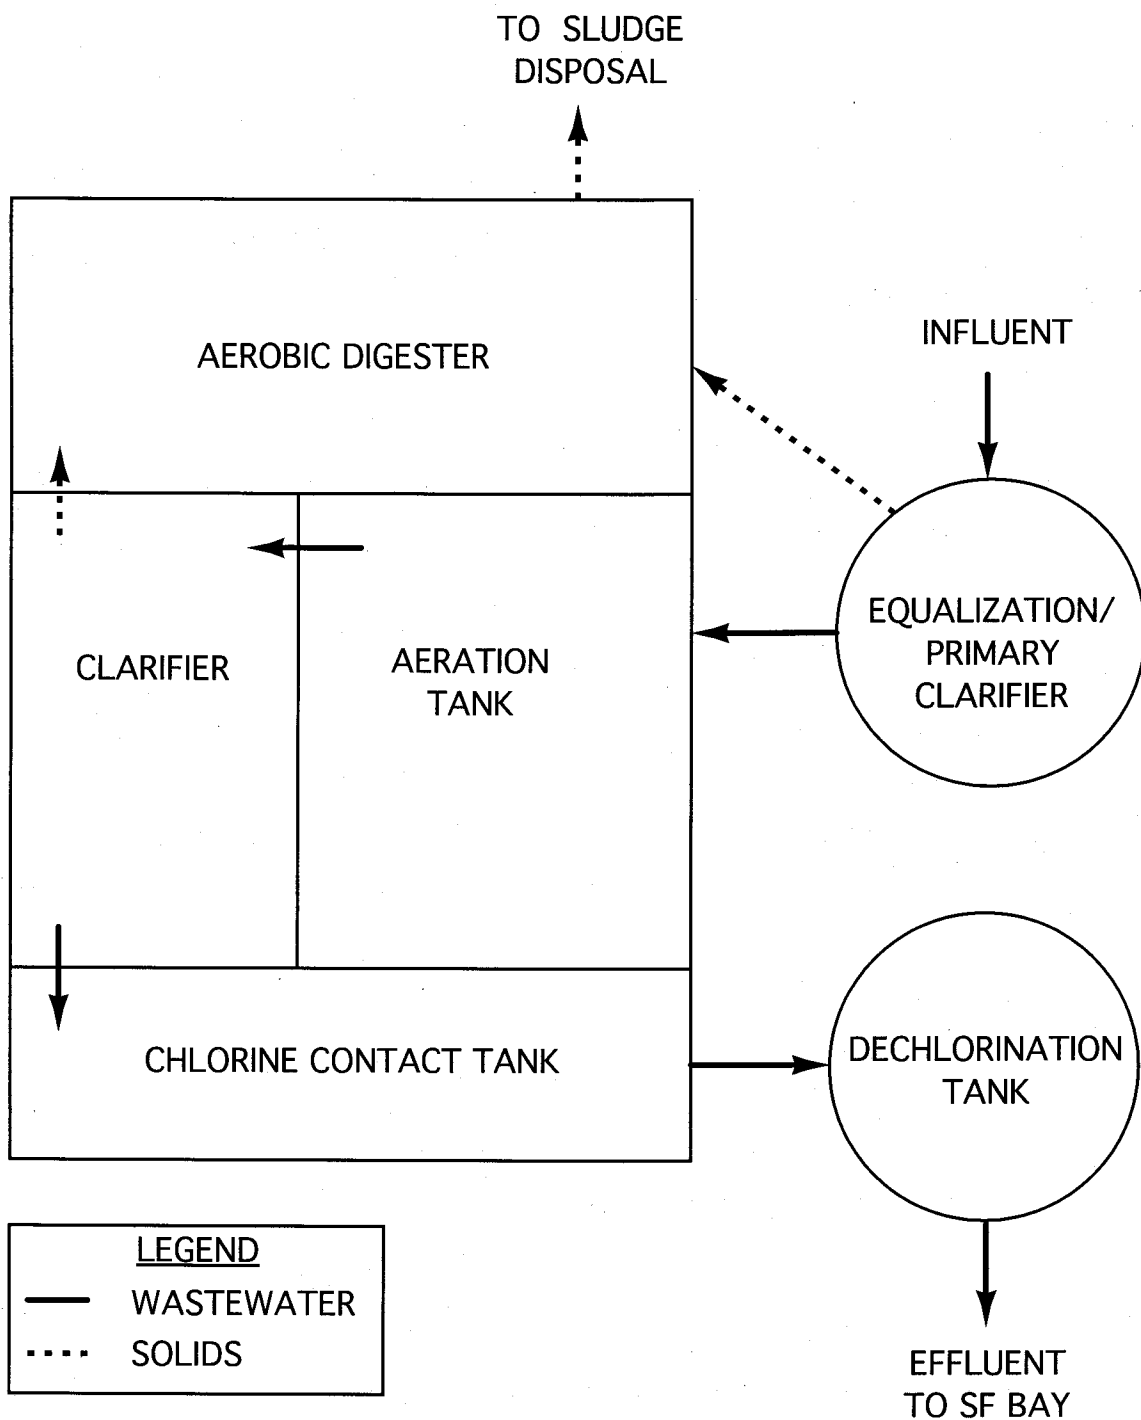 TO SLUDGE
DISPOSAL
INFLUENT
AEROBIC DIGESTER
EQUALIZATION/
PRIMARY
CLARIFIER
CLARIFIER
AERATION
TANK
CHLORINE CONTACT TANK
DECHLORINATION
TANK
LEGEND
WASTEWATER
SOLIDS
EFFLUENT
TO SF BAY